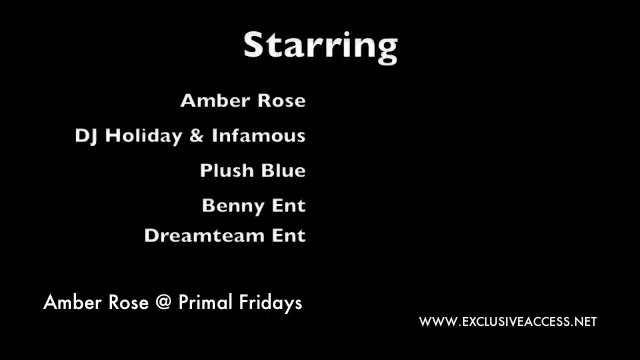 Starring
Amber Rose
DJ Holiday & Infamous
Plush Blue
Benny Ent
Dreamteam Ent
Amber Rose @ Primal Fridays
WWW.EXCLUSIVEACCESS.NET